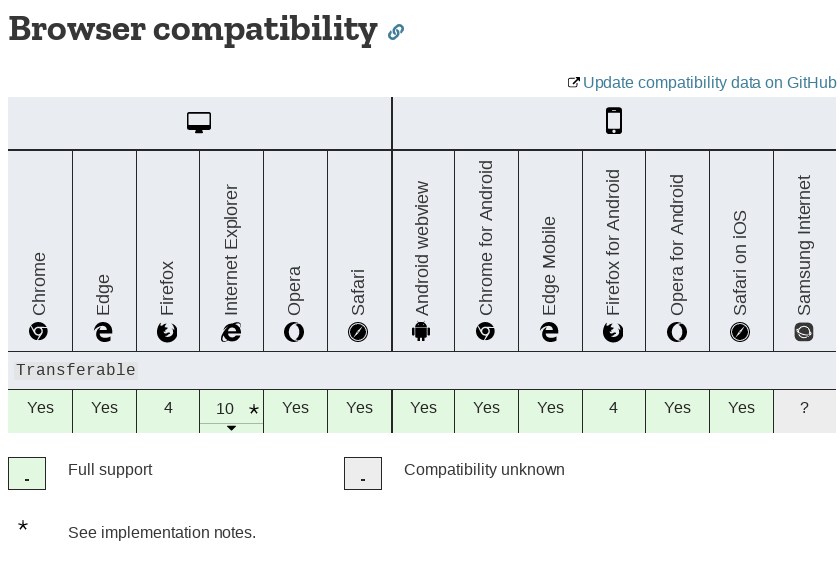 Browser compatibility
Update compatibility data on GitHub
Chrome
Edge
Firefox
Internet Explorer
Opera
Safari
Android webview
Chrome for Android
Edge Mobile
Firefox for Android
Opera for Android
Safari on iOS
Samsung Internet
Transferable
Yes Yes 4 10 * Yes Yes Yes Yes Yes 4 Yes Yes ?
- Full support - Compatibility unknown
* See implementation notes.